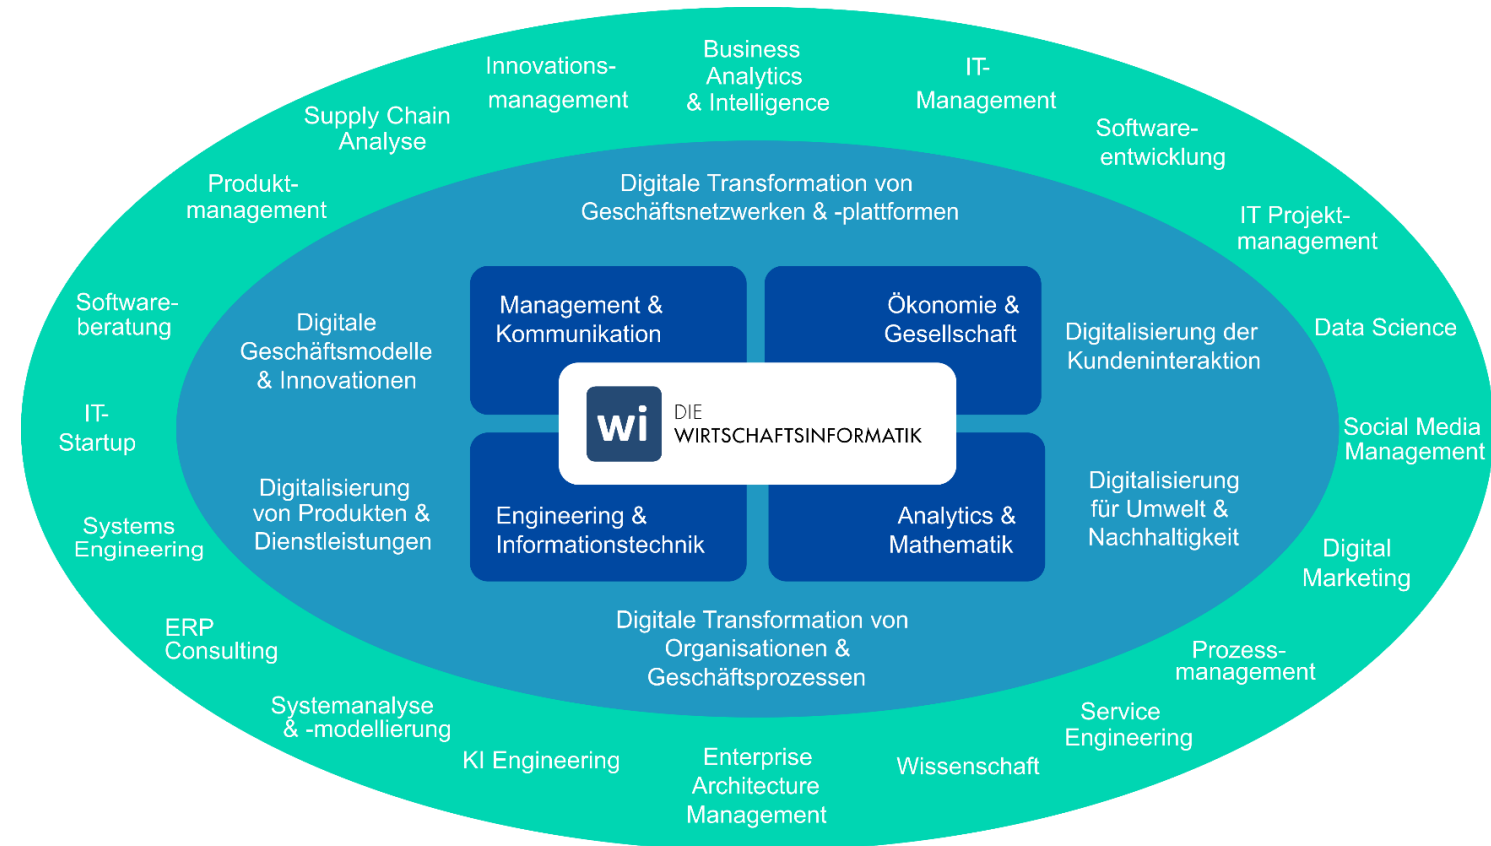 Innovations-
management
Business
Analytics
& Intelligence
IT-
Management
Supply Chain
Analyse
Software-
entwicklung
Produkt-
management
IT Projekt-
management
Software-
beratung
Data Science
IT-
Startup
Social Media
Management
Systems
Engineering
Digital
Marketing
ERP
Consulting
Prozess-
management
Systemanalyse
& -modellierung
Service
Engineering
KI Engineering
Enterprise
Architecture
Management
Wissenschaft
Digitale Transformation von
Geschäftsnetzwerken & -plattformen
Digitale
Geschäftsmodelle
& Innovationen
Digitalisierung der
Kundeninteraktion
Digitalisierung
von Produkten &
Dienstleistungen
Digitalisierung
für Umwelt &
Nachhaltigkeit
Digitale Transformation von
Organisationen &
Geschäftsprozessen
Management &
Kommunikation
Ökonomie &
Gesellschaft
wi
DIE
WIRTSCHAFTSINFORMATIK
Engineering &
Informationstechnik
Analytics &
Mathematik